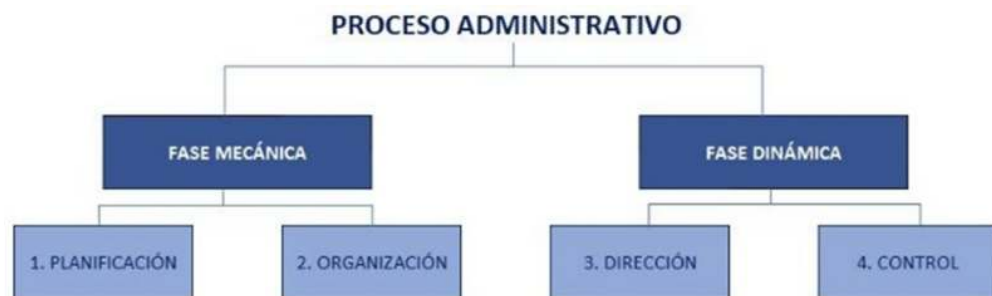 PROCESO ADMINISTRATIVO
FASE MECÁNICA
FASE DINÁMICA
1. PLANIFICACIÓN
2. ORGANIZACIÓN
3. DIRECCIÓN
4. CONTROL